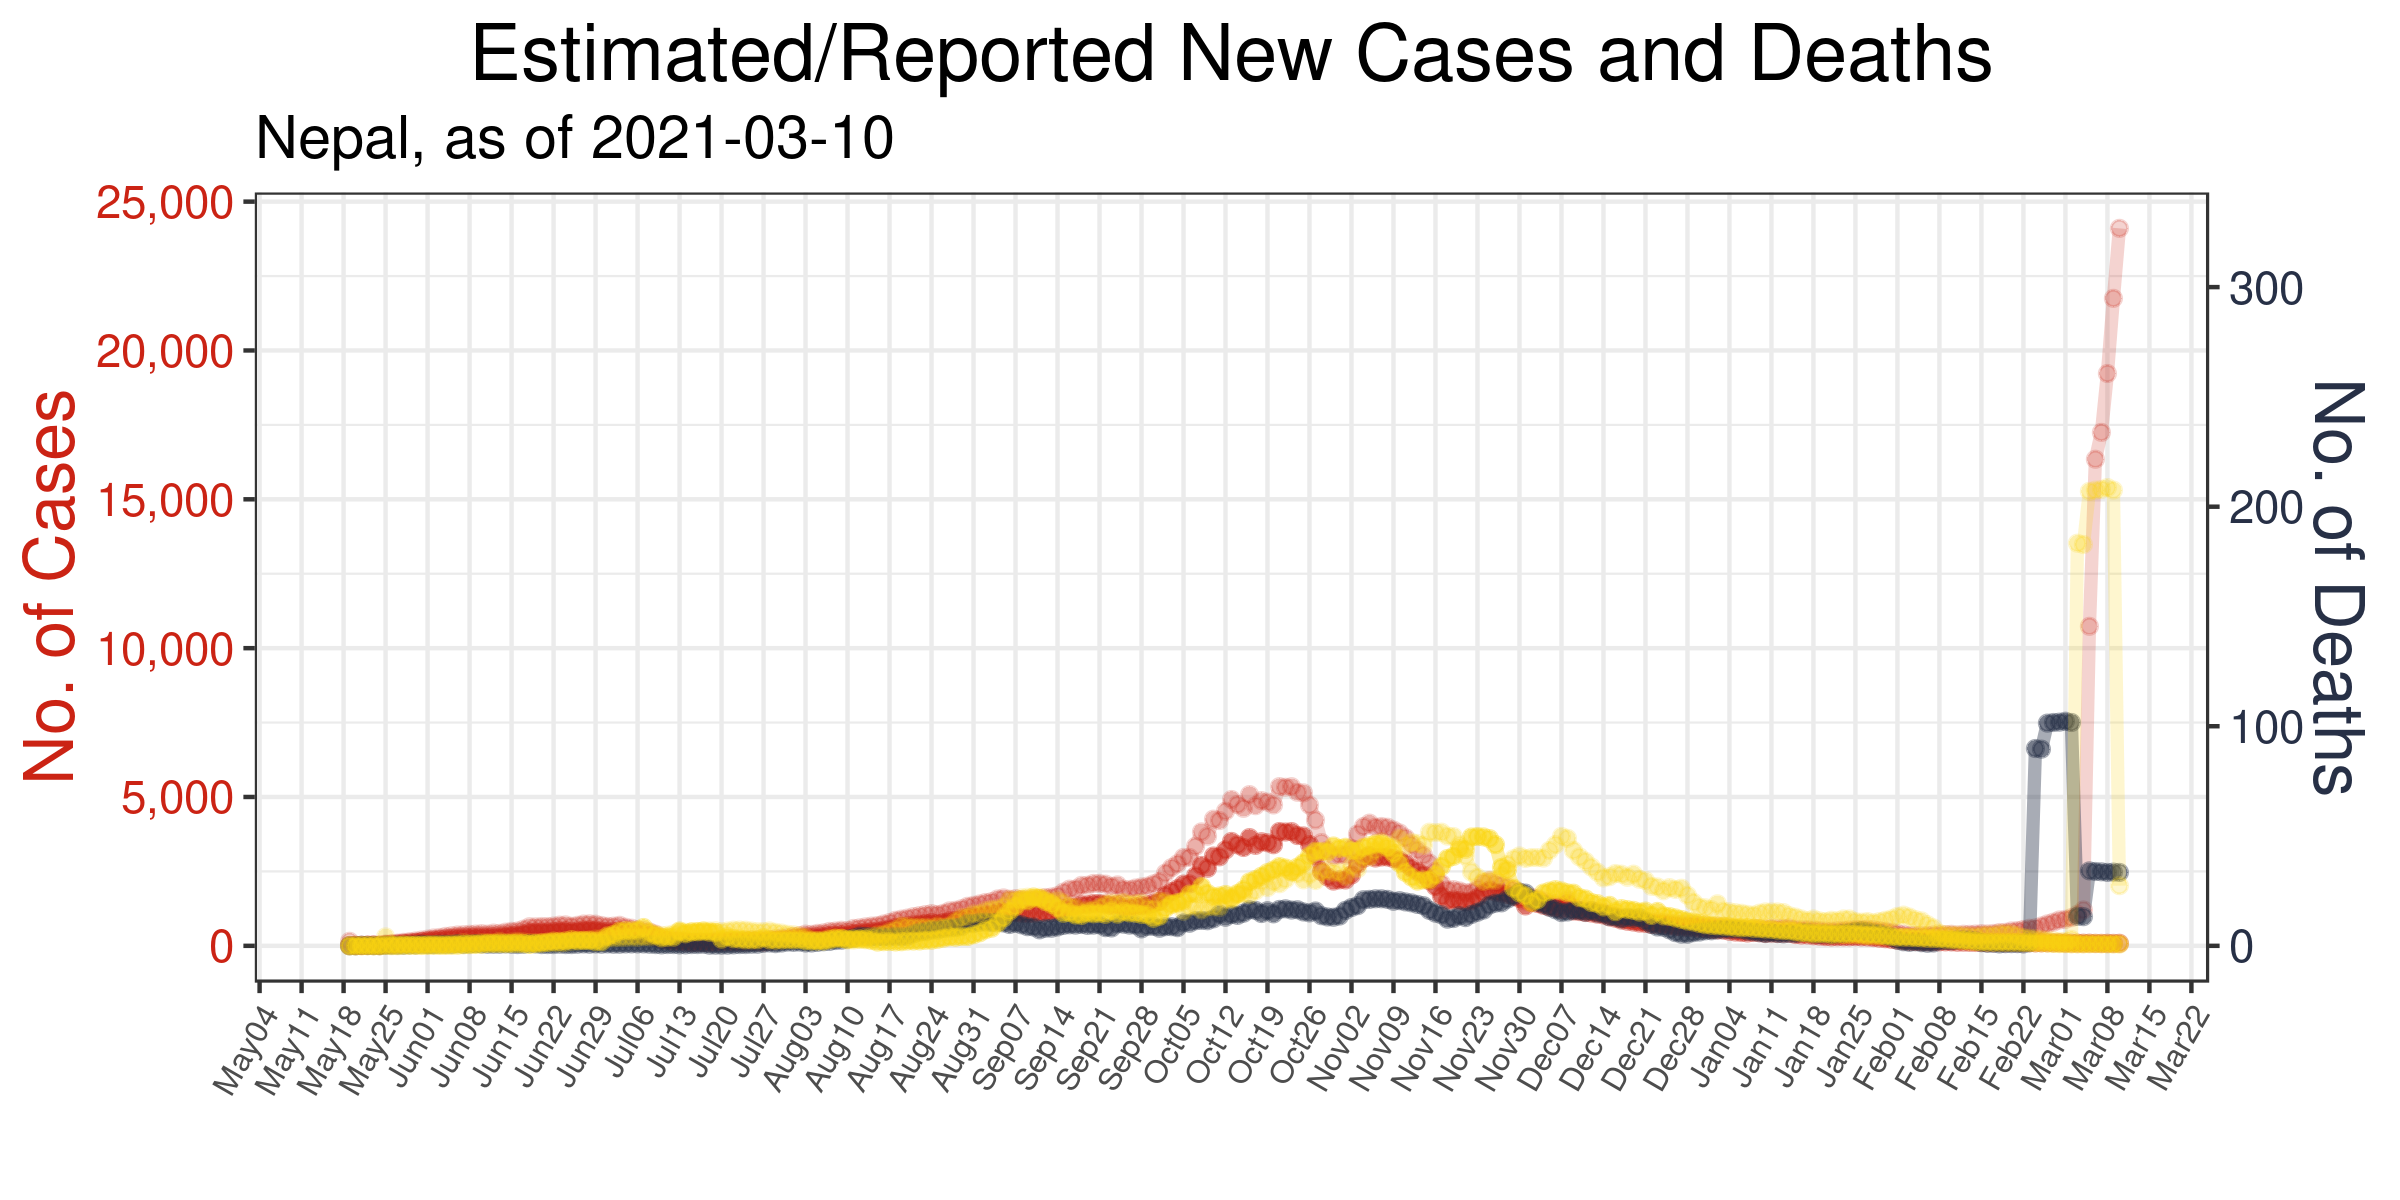 Estimated/Reported New Cases and Deaths
Nepal, as of 2021-03-10
No. of Cases
25,000
20,000
15,000
10,000
5,000
0
300
200
100
0
No. of Deaths
May04 May11 May18 May25 Jun01 Jun08 Jun15 Jun22 Jun29 Jul06 Jul13 Jul20 Jul27 Aug03 Aug10 Aug17 Aug24 Aug31 Sep07 Sep14 Sep21 Sep28 Oct05 Oct12 Oct19 Oct26 Nov02 Nov09 Nov16 Nov23 Nov30 Dec07 Dec14 Dec21 Dec28 Jan04 Jan11 Jan18 Jan25 Feb01 Feb08 Feb15 Feb22 Mar01 Mar08 Mar15 Mar22